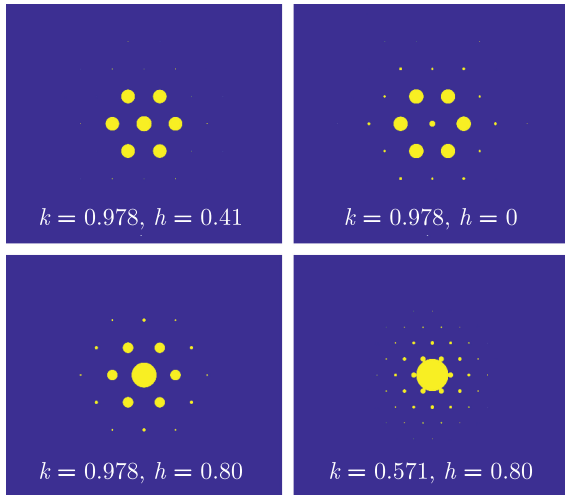 k = 0.978, h = 0.41
k = 0.978, h = 0
k = 0.978, h = 0.80
k = 0.571, h = 0.80